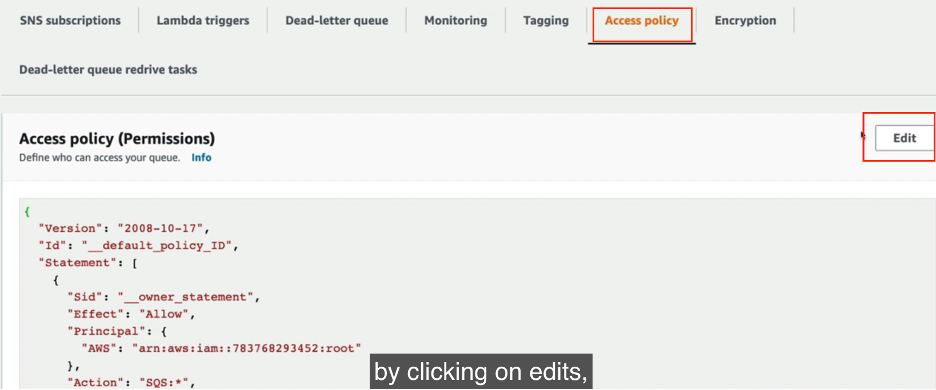 SNS subscriptions Lambda triggers Dead-letter queue Monitoring Tagging Access policy Encryption
Dead-letter queue redrive tasks
Access policy (Permissions)
Edit
Define who can access your queue. Info
{
"Version": "2008-10-17",
"Id": "__default_policy_ID",
"Statement": [
{
"Sid": "__owner_statement",
"Effect": "Allow",
"Principal": {
"AWS": "arn:aws:iam::783768293452:root"
},
"Action": "SQS:*",
by clicking on edits,